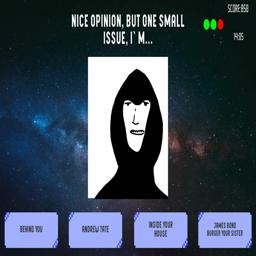 SCORE:850
NICE OPINION, BUT ONE SMALL
ISSUE, I`M...
14:05
BEHIND YOU
ANDREW TATE
INSIDE YOUR
HOUSE
JAMES BOND
BURGER YOUR SISTER